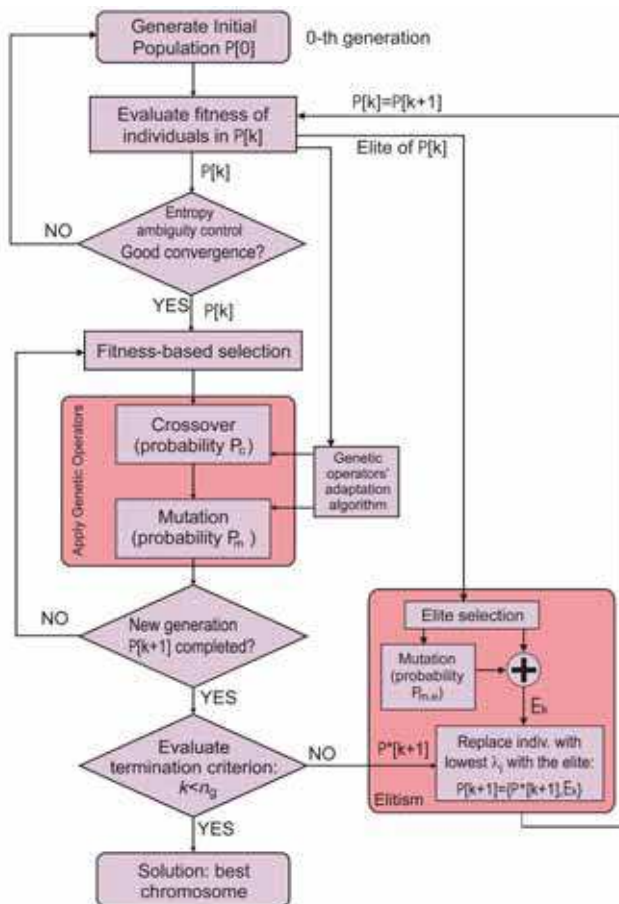 Generate Initial
Population P[0]
0-th generation
P[k]=P[k+1]
Evaluate fitness of
individuals in P[k]
Elite of P[k]
P[k]
Entropy
ambiguity control
Good convergence?
NO
YES
P[k]
Fitness-based selection
Apply Genetic Operators
Crossover
(probability Pc)
Genetic
operators'
adaptation
algorithm
Mutation
(probability Pm )
NO
New generation
P[k+1] completed?
YES
Elite selection
Mutation
(probability
Pm,e)
+
Ek
Evaluate
termination criterion:
k<ng
NO
P*[k+1]
Replace indiv. with
lowest λi with the elite:
P[k+1]={P*[k+1],Ek}
Elitism
YES
Solution: best
chromosome